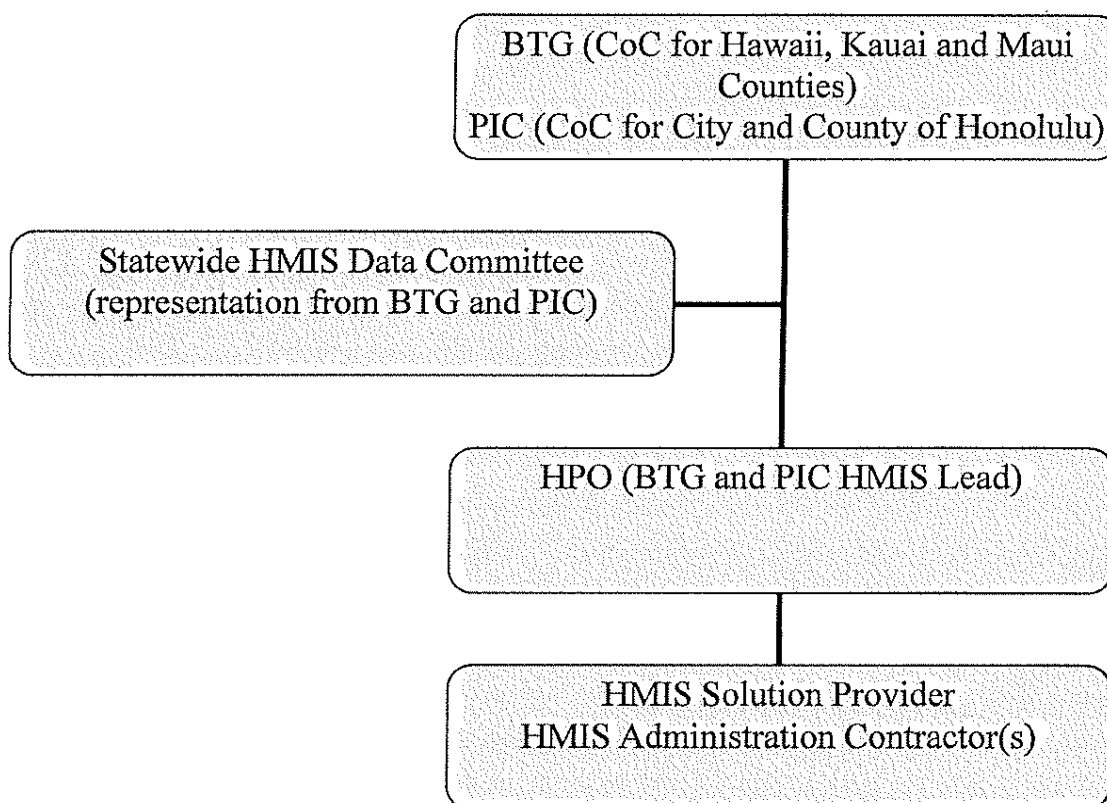 BTG (CoC for Hawaii, Kauai and Maui
Counties)
PIC (CoC for City and County of Honolulu)
Statewide HMIS Data Committee
(representation from BTG and PIC)
HPO (BTG and PIC HMIS Lead)
HMIS Solution Provider
HMIS Administration Contractor(s)